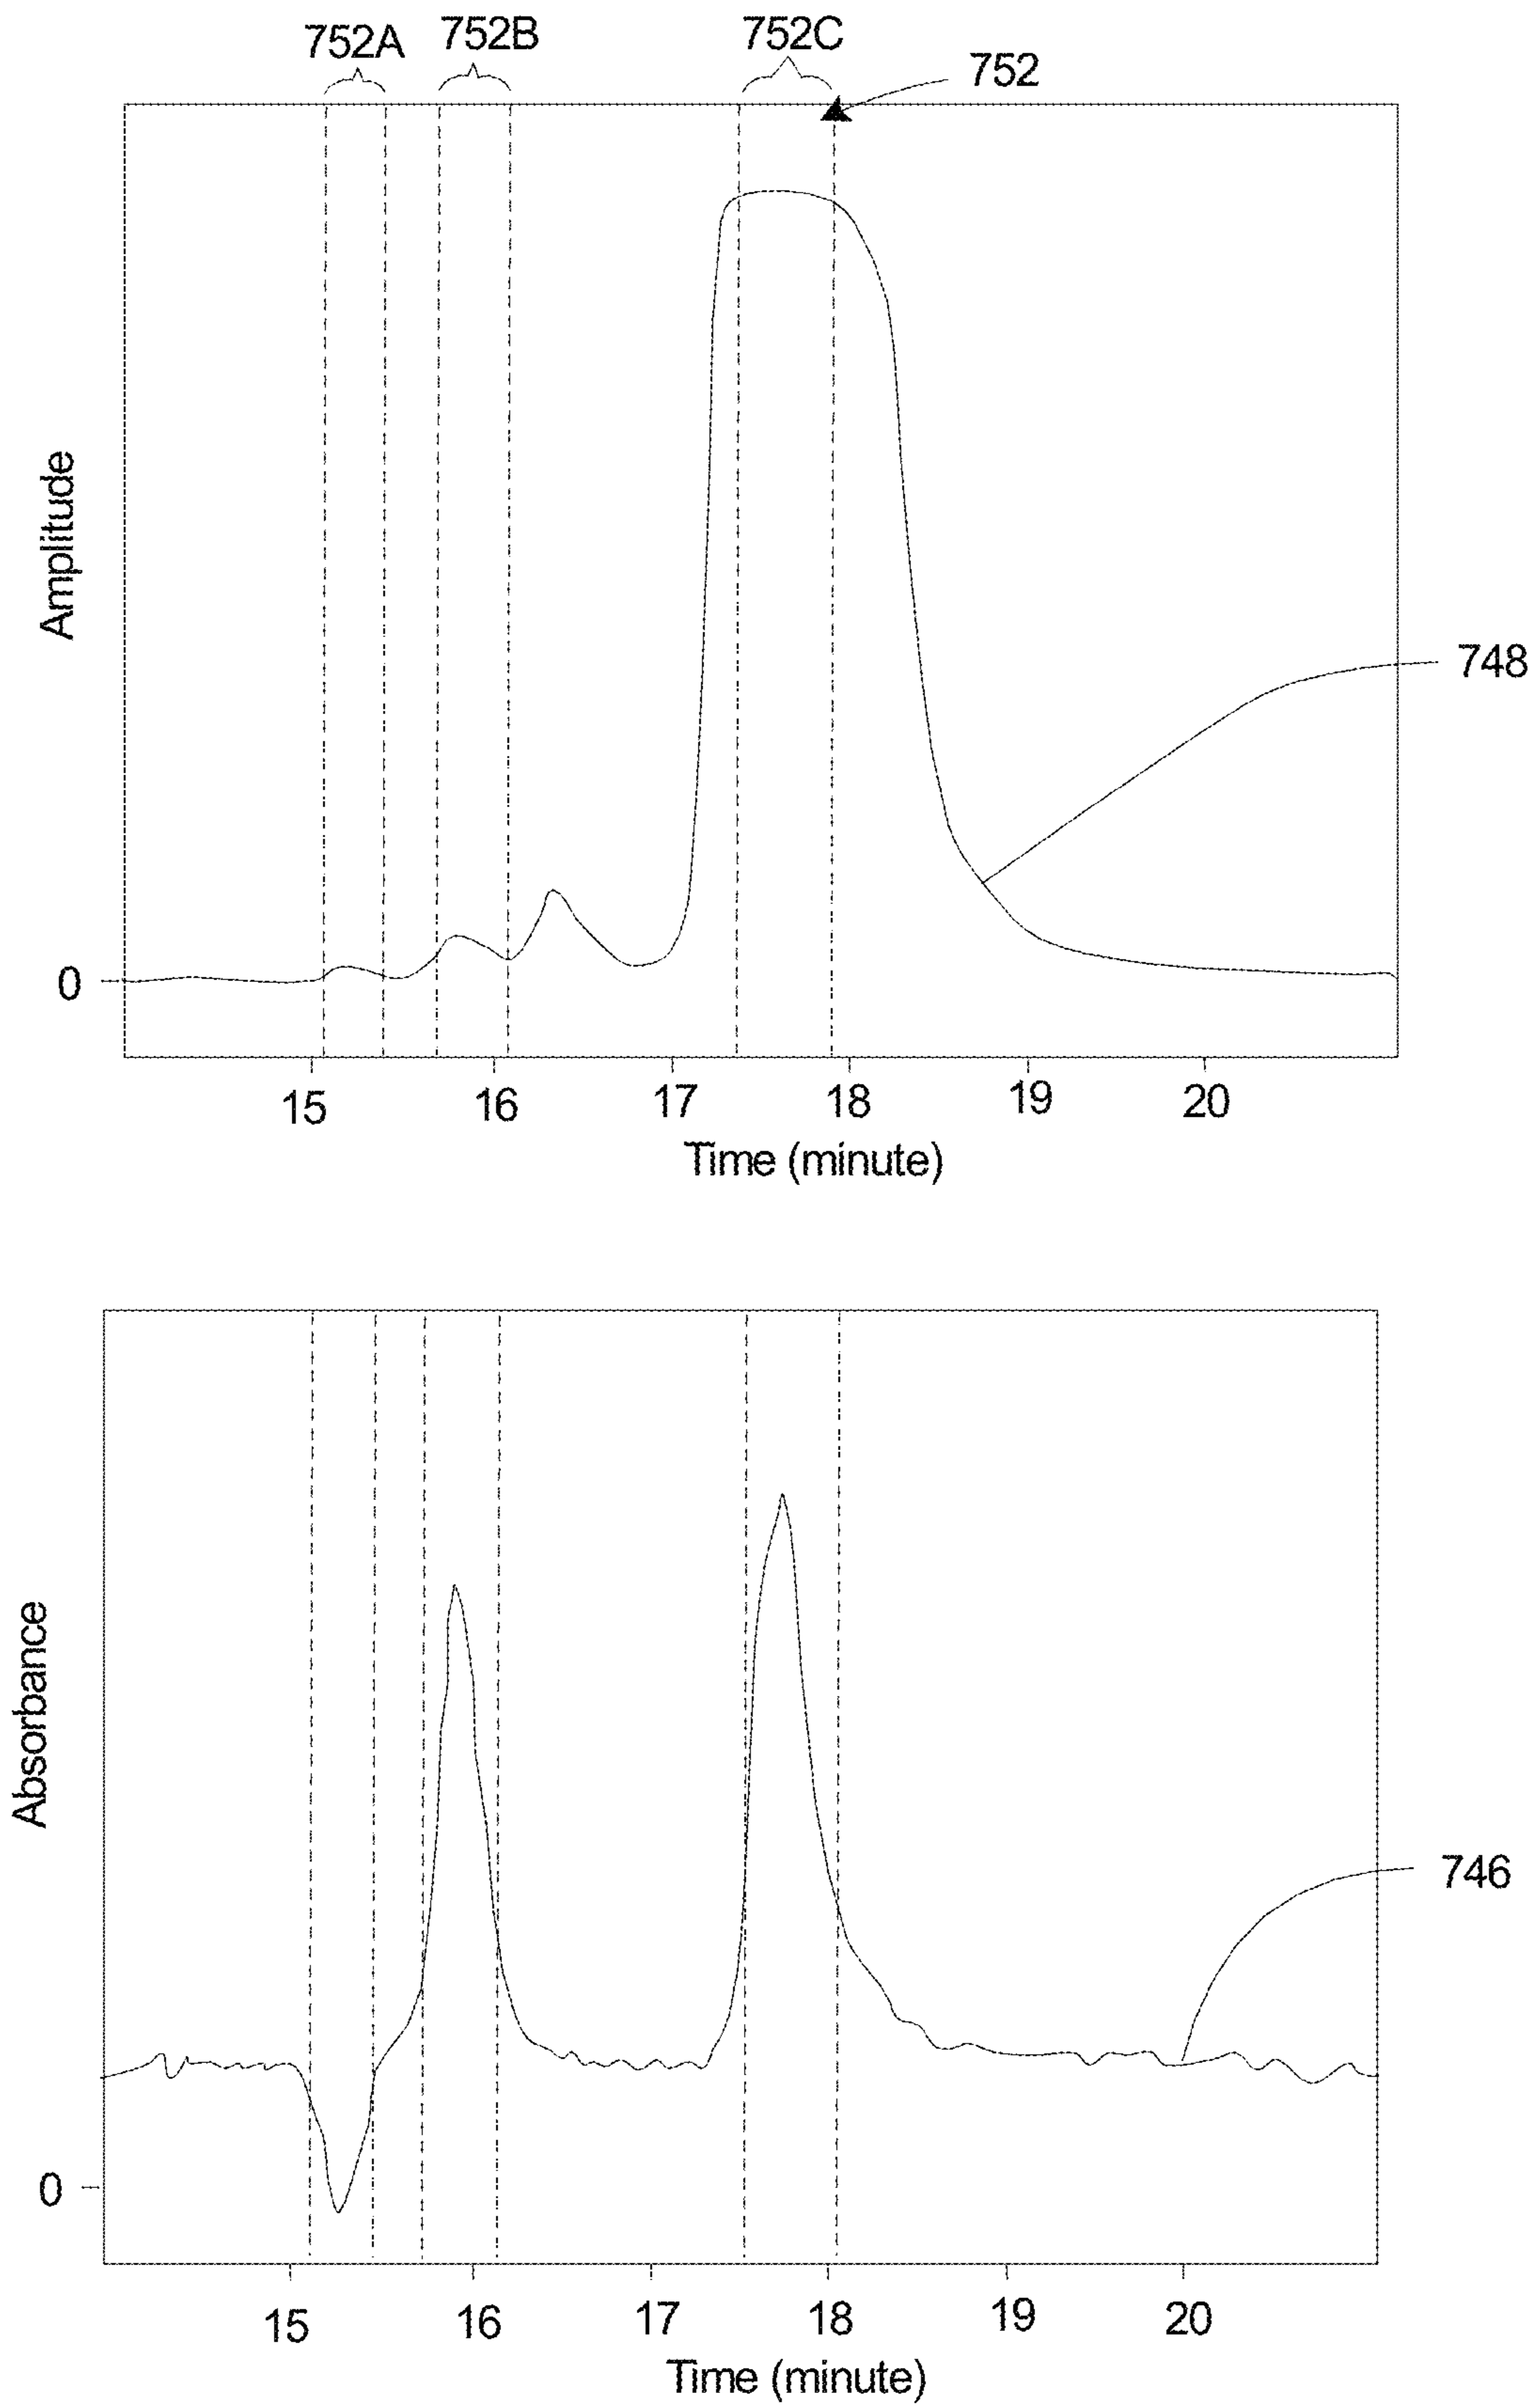 752A 752B 752C 752
Amplitude
748
0
15 16 17 18 19 20
Time (minute)
Absorbance
746
0
15 16 17 18 19 20
Time (minute)